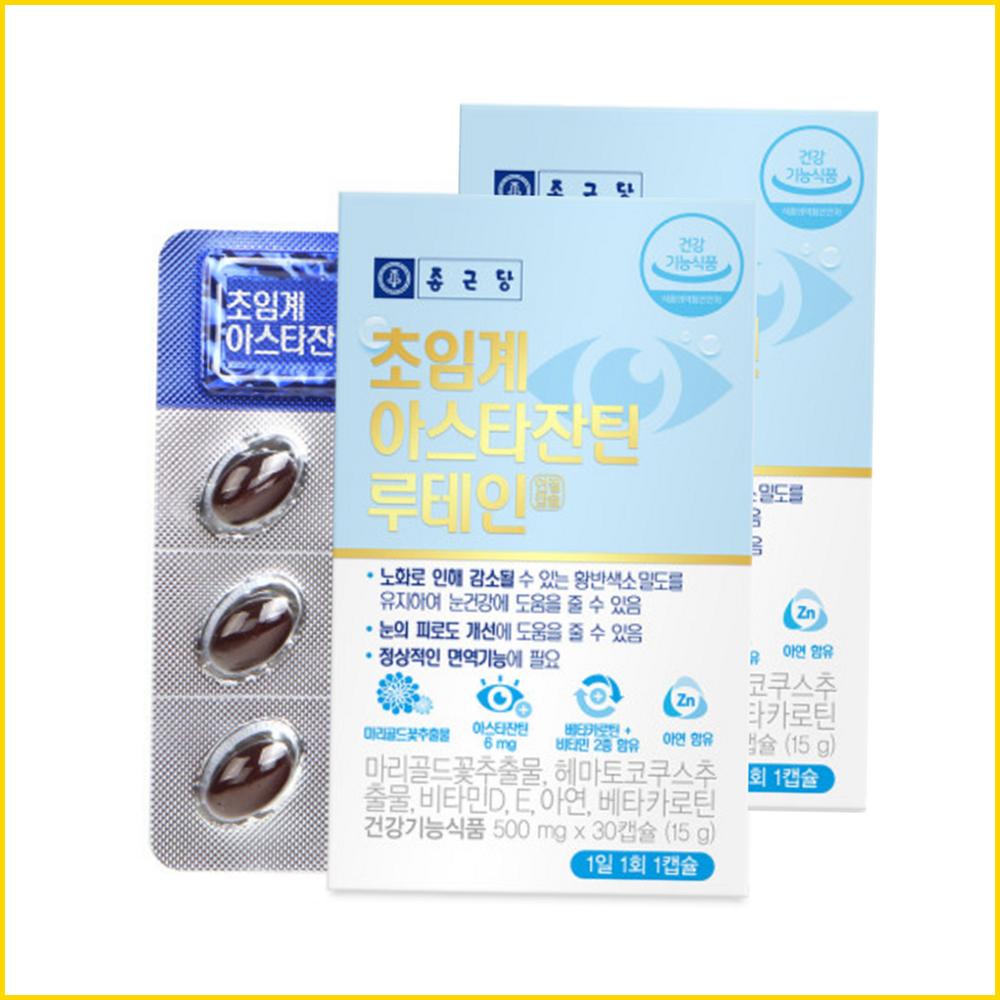 건강
기능식품
종근당
건강
기능식품
종근당
초임계
아스타잔
초임계
아스타잔틴
루테인
• 노화로 인해 감소될 수 있는 황반색소밀도를
유지하여 눈건강에 도움을 줄 수 있음
• 눈의 피로도 개선에 도움을 줄 수 있음
• 정상적인 면역기능에 필요
마리골드꽃추출물
아스타잔틴
6 mg
베타카로틴 +
비타민 2종 함유
Zn
아연 함유
마리골드꽃추출물, 헤마토코쿠스추
출물, 비타민D, E, 아연, 베타카로틴
건강기능식품 500 mg x 30캡슐 (15 g)
1일 1회 1캡슐
밀도를
음
음
Zn
아연 함유
코쿠스추
타카로틴
캡슐 (15 g)
회 1캡슐